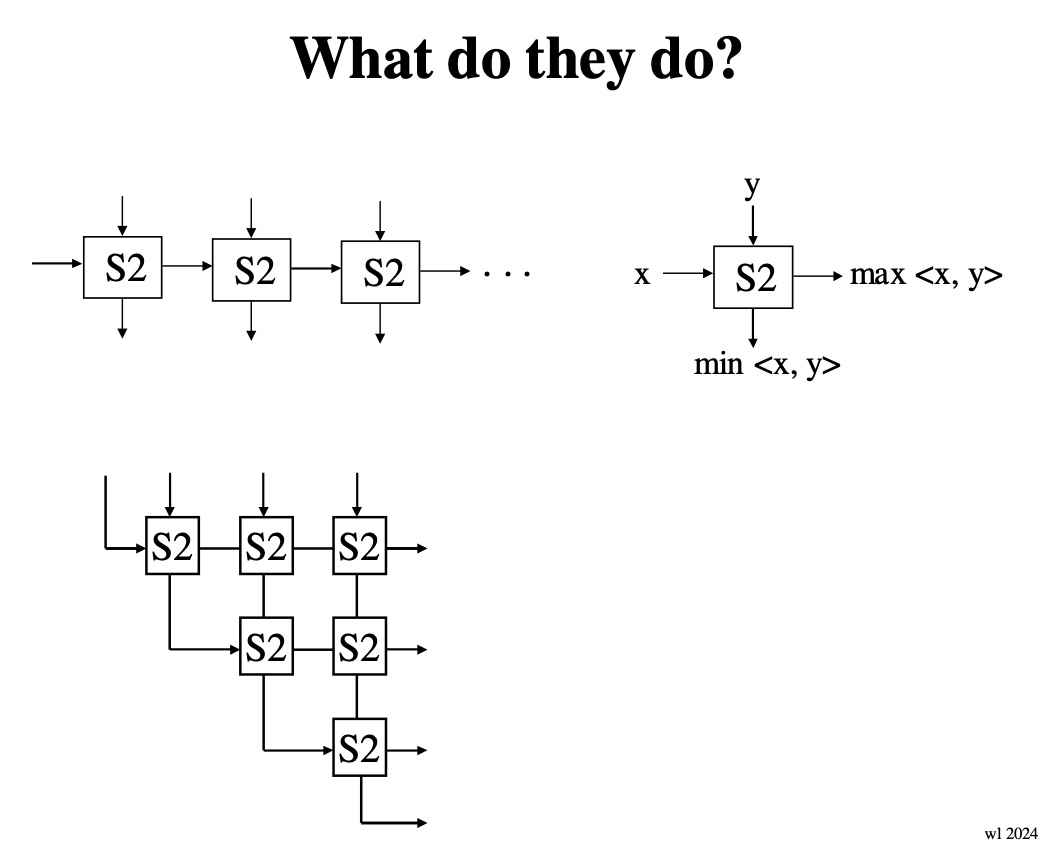 What do they do?
y
S2 S2 S2 . . . x S2 max <x, y>
min <x, y>
S2 S2 S2
S2 S2
S2
wl 2024